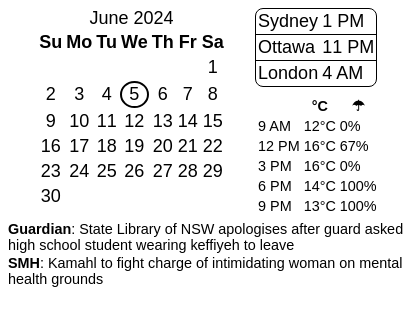 June 2024
Su Mo Tu We Th Fr Sa
1
2 3 4 5 6 7 8
9 10 11 12 13 14 15
16 17 18 19 20 21 22
23 24 25 26 27 28 29
30
Sydney 1 PM
Ottawa 11 PM
London 4 AM
°C ☂
9 AM 12°C 0%
12 PM 16°C 67%
3 PM 16°C 0%
6 PM 14°C 100%
9 PM 13°C 100%
Guardian: State Library of NSW apologises after guard asked
high school student wearing keffiyeh to leave
SMH: Kamahl to fight charge of intimidating woman on mental
health grounds